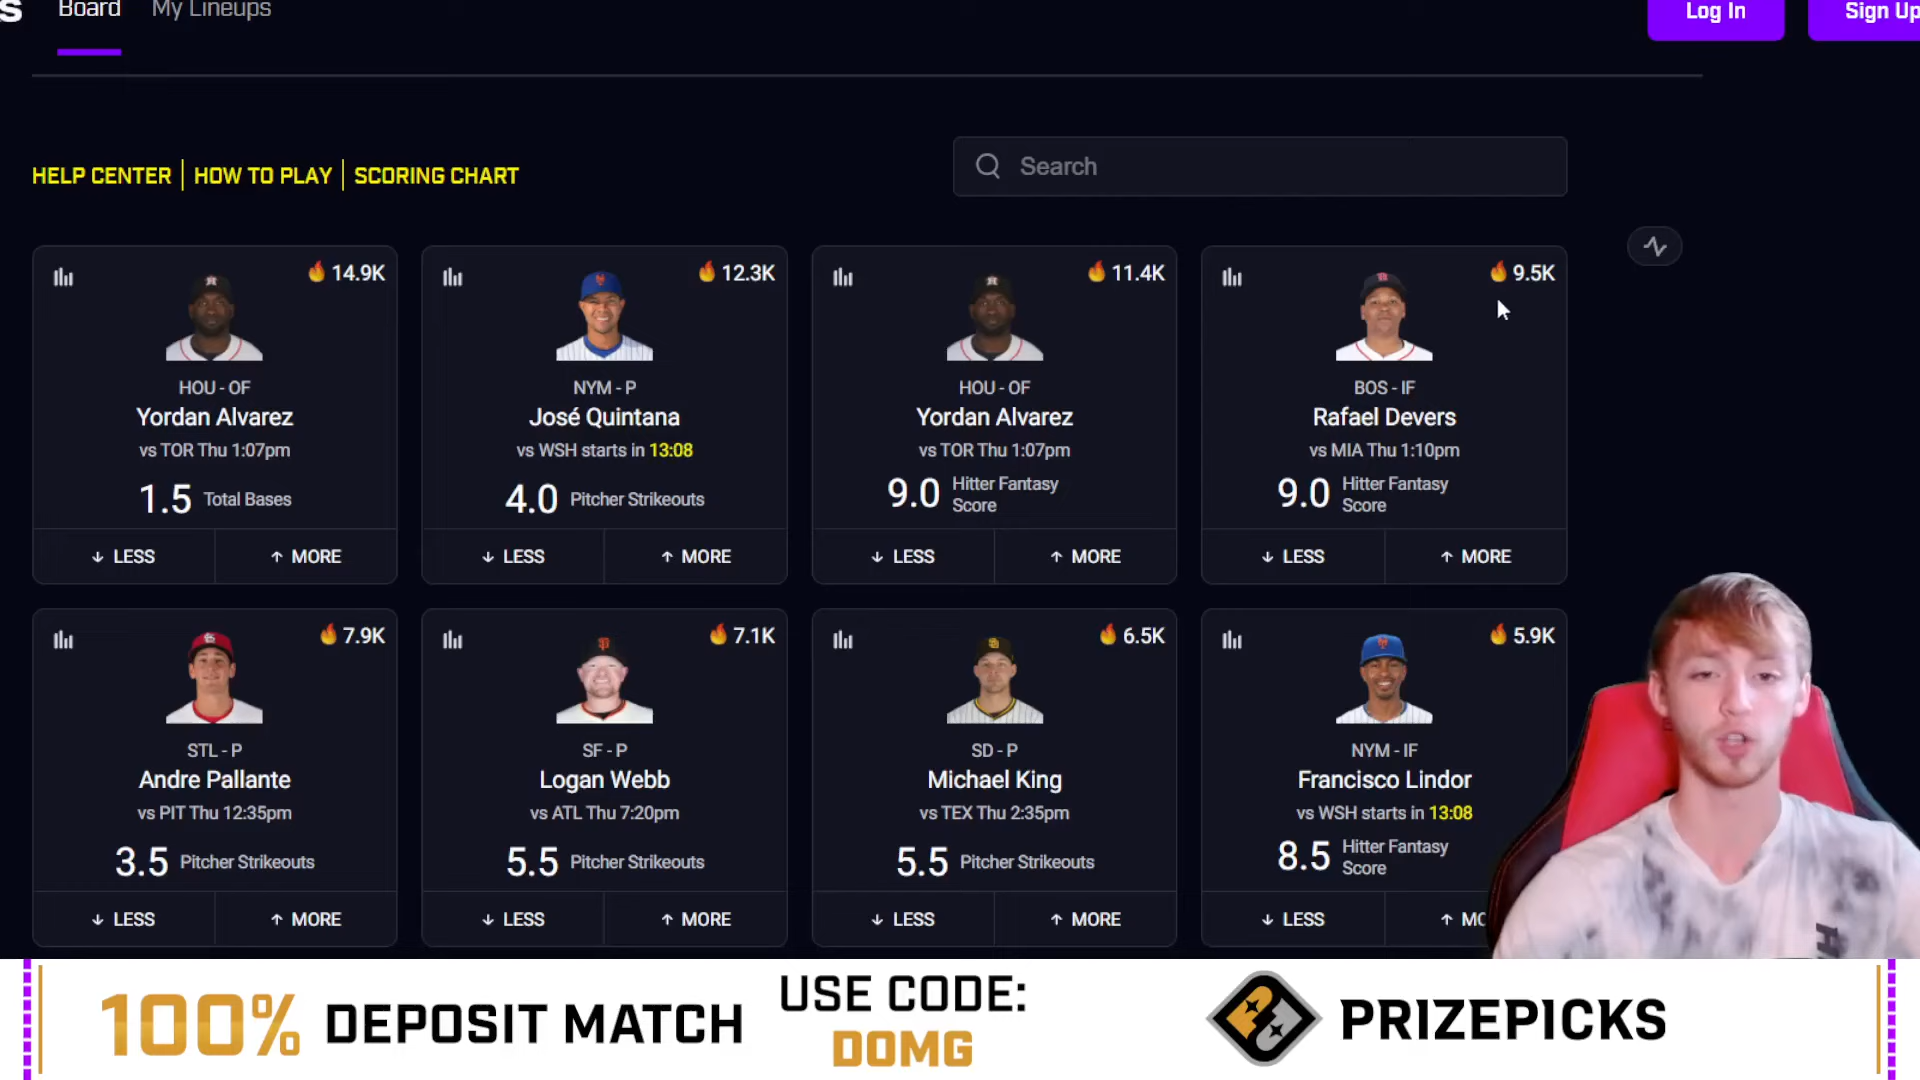 s Board My Lineups Log In Sign Up
HELP CENTER HOW TO PLAY SCORING CHART Search
14.9K
HOU - OF
Yordan Alvarez
vs TOR Thu 1:07pm
1.5 Total Bases
↓ LESS ↑ MORE
12.3K
NYM - P
José Quintana
vs WSH starts in 13:08
4.0 Pitcher Strikeouts
↓ LESS ↑ MORE
11.4K
HOU - OF
Yordan Alvarez
vs TOR Thu 1:07pm
9.0 Hitter Fantasy
Score
↓ LESS ↑ MORE
9.5K
BOS - IF
Rafael Devers
vs MIA Thu 1:10pm
9.0 Hitter Fantasy
Score
↓ LESS ↑ MORE
7.9K
STL - P
Andre Pallante
vs PIT Thu 12:35pm
3.5 Pitcher Strikeouts
↓ LESS ↑ MORE
7.1K
SF - P
Logan Webb
vs ATL Thu 7:20pm
5.5 Pitcher Strikeouts
↓ LESS ↑ MORE
6.5K
SD - P
Michael King
vs TEX Thu 2:35pm
5.5 Pitcher Strikeouts
↓ LESS ↑ MORE
5.9K
NYM - IF
Francisco Lindor
vs WSH starts in 13:08
8.5 Hitter Fantasy
Score
↓ LESS ↑ MO
100% DEPOSIT MATCH
USE CODE:
DOMG
PRIZEPICKS